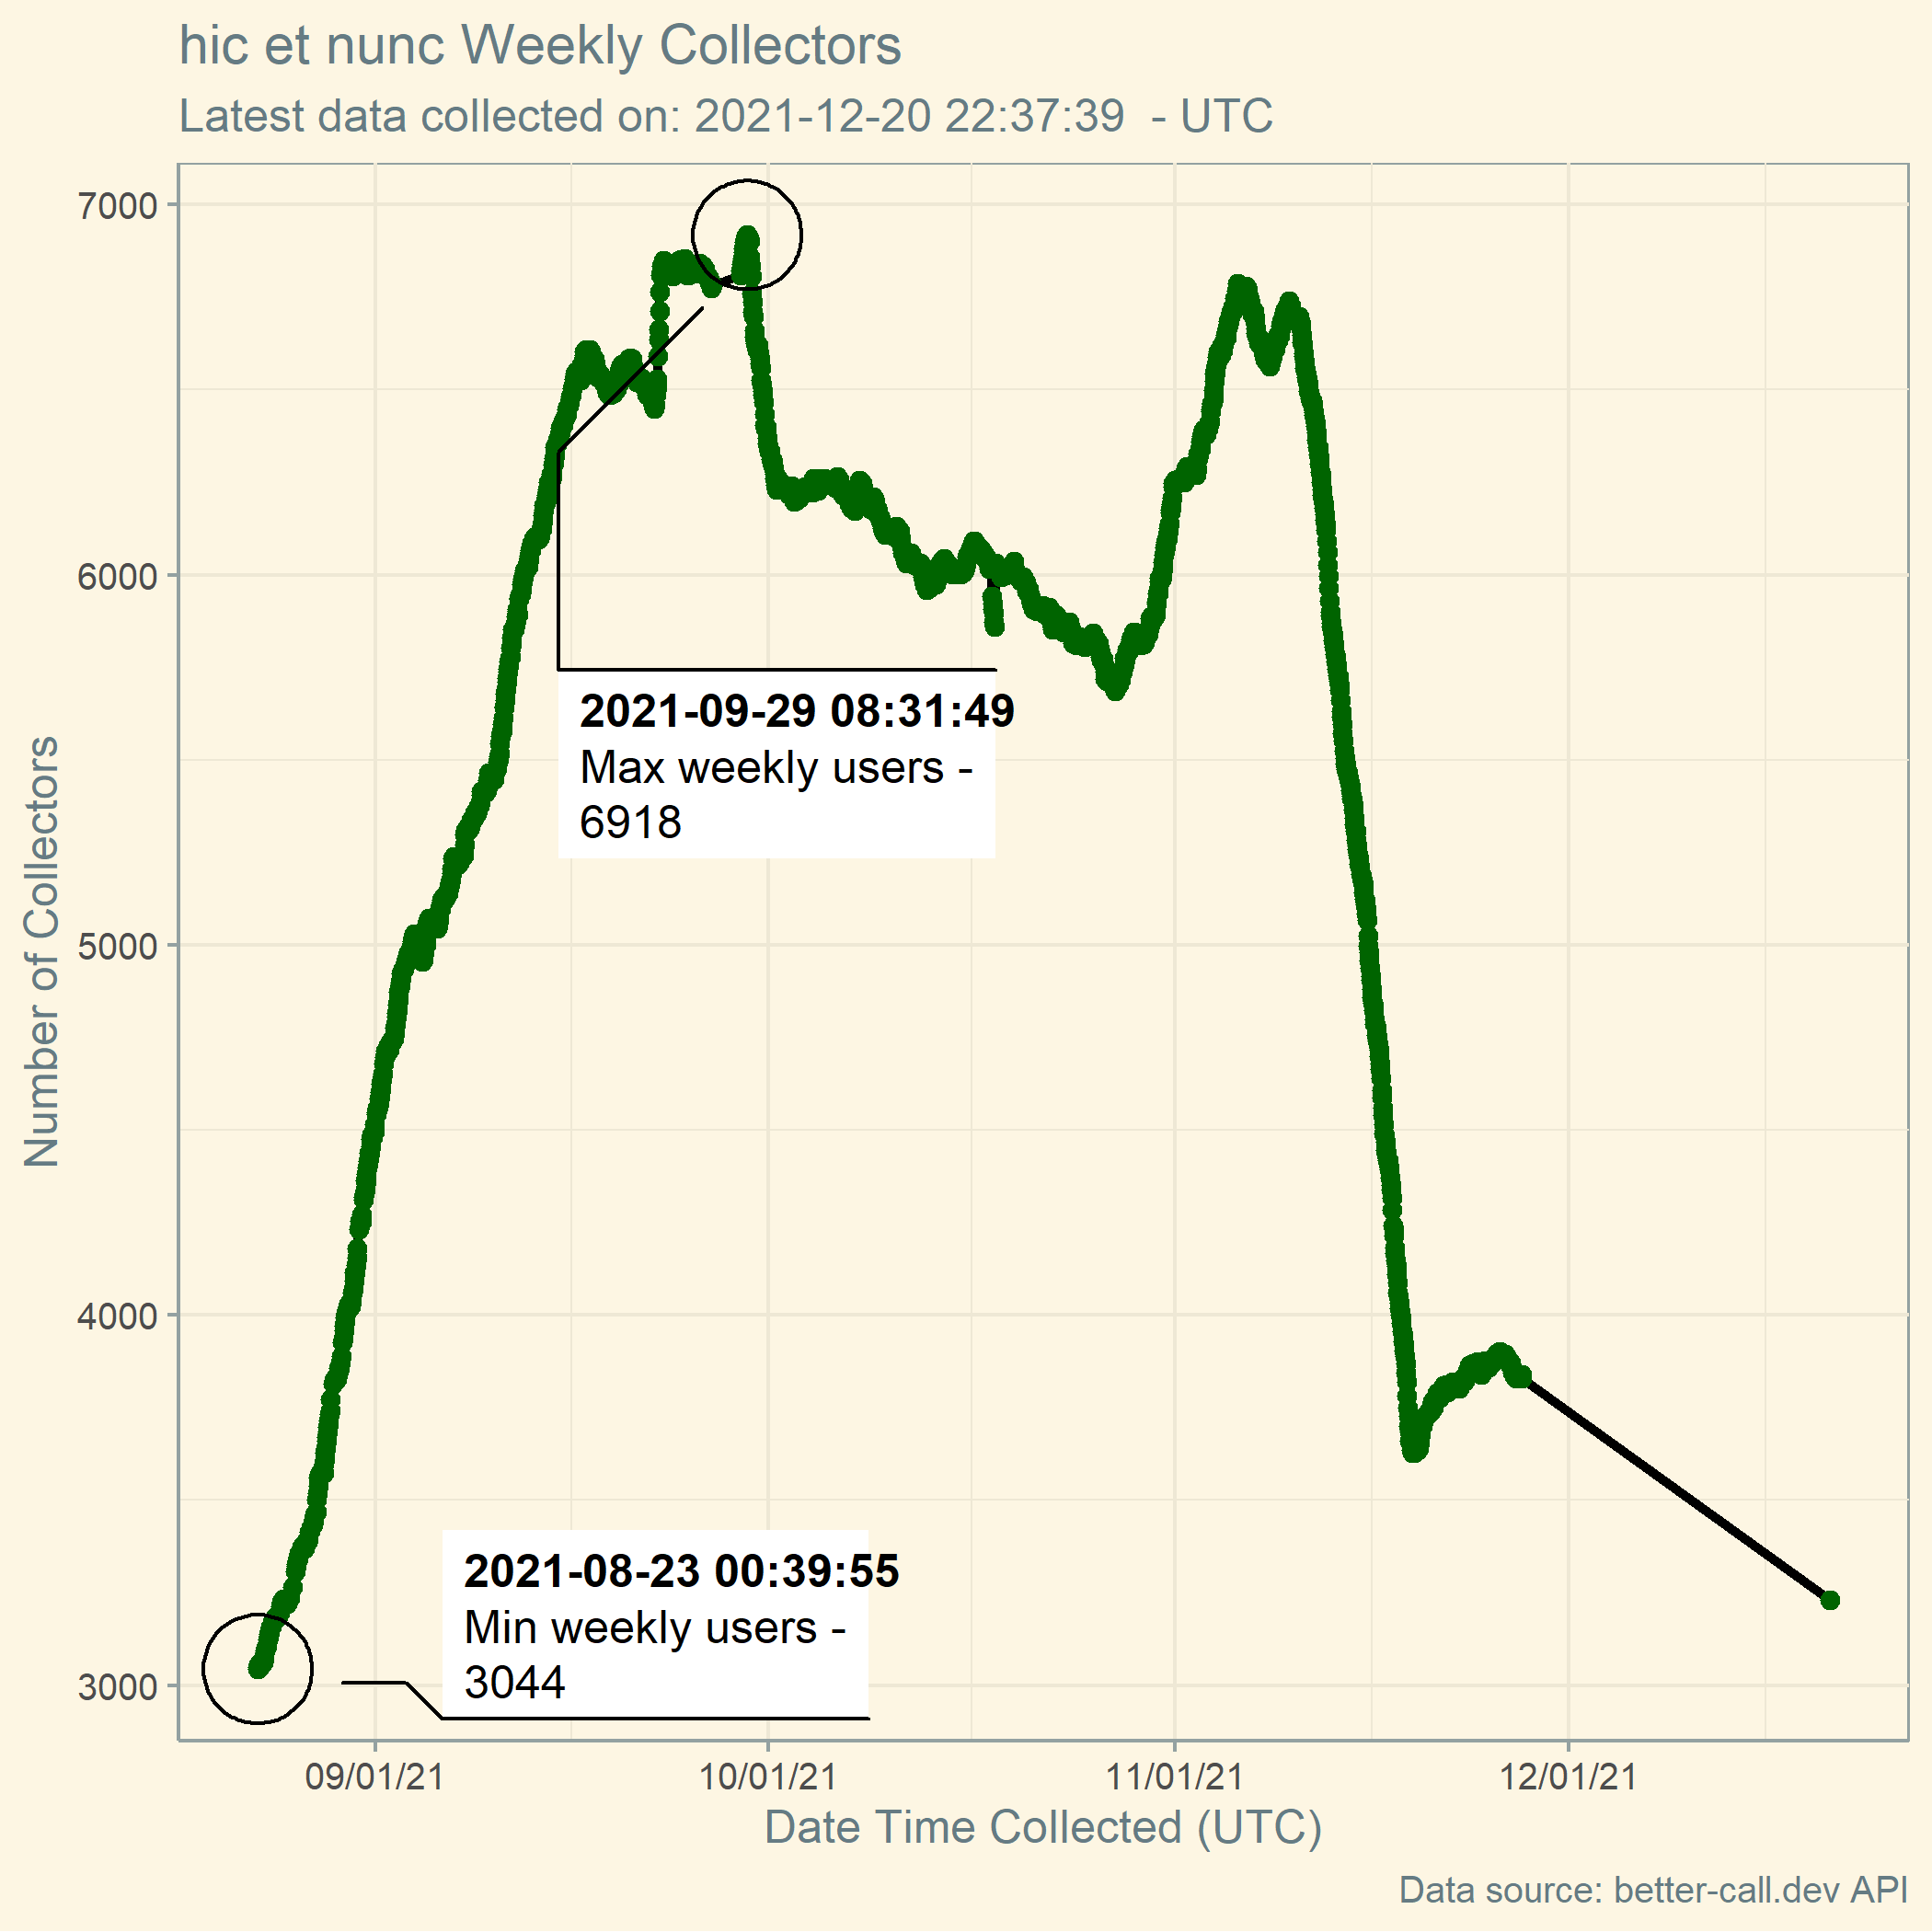 hic et nunc Weekly Collectors
Latest data collected on: 2021-12-20 22:37:39  - UTC
Number of Collectors
7000
6000
5000
4000
3000
2021-09-29 08:31:49
Max weekly users -
6918
2021-08-23 00:39:55
Min weekly users -
3044
09/01/21 10/01/21 11/01/21 12/01/21
Date Time Collected (UTC)
Data source: better-call.dev API